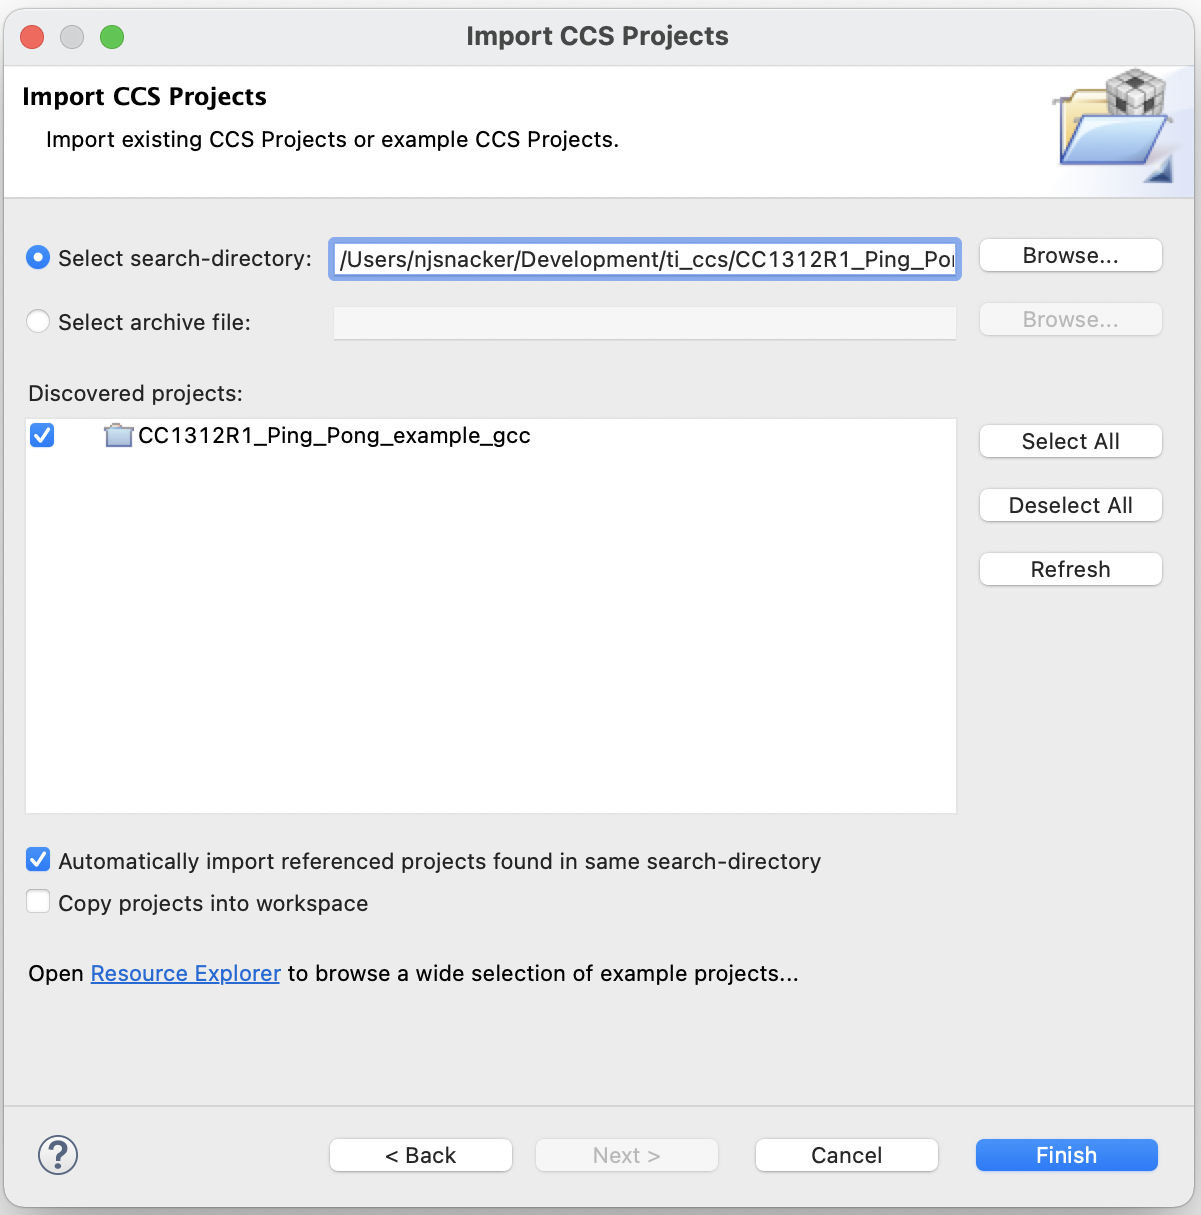 Import CCS Projects
Import CCS Projects
Import existing CCS Projects or example CCS Projects.
Select search-directory: /Users/njsnacker/Development/ti_ccs/CC1312R1_Ping_Pon Browse...
Select archive file: Browse...
Discovered projects:
CC1312R1_Ping_Pong_example_gcc
Select All
Deselect All
Refresh
Automatically import referenced projects found in same search-directory
Copy projects into workspace
Open Resource Explorer to browse a wide selection of example projects...
? < Back Next > Cancel Finish